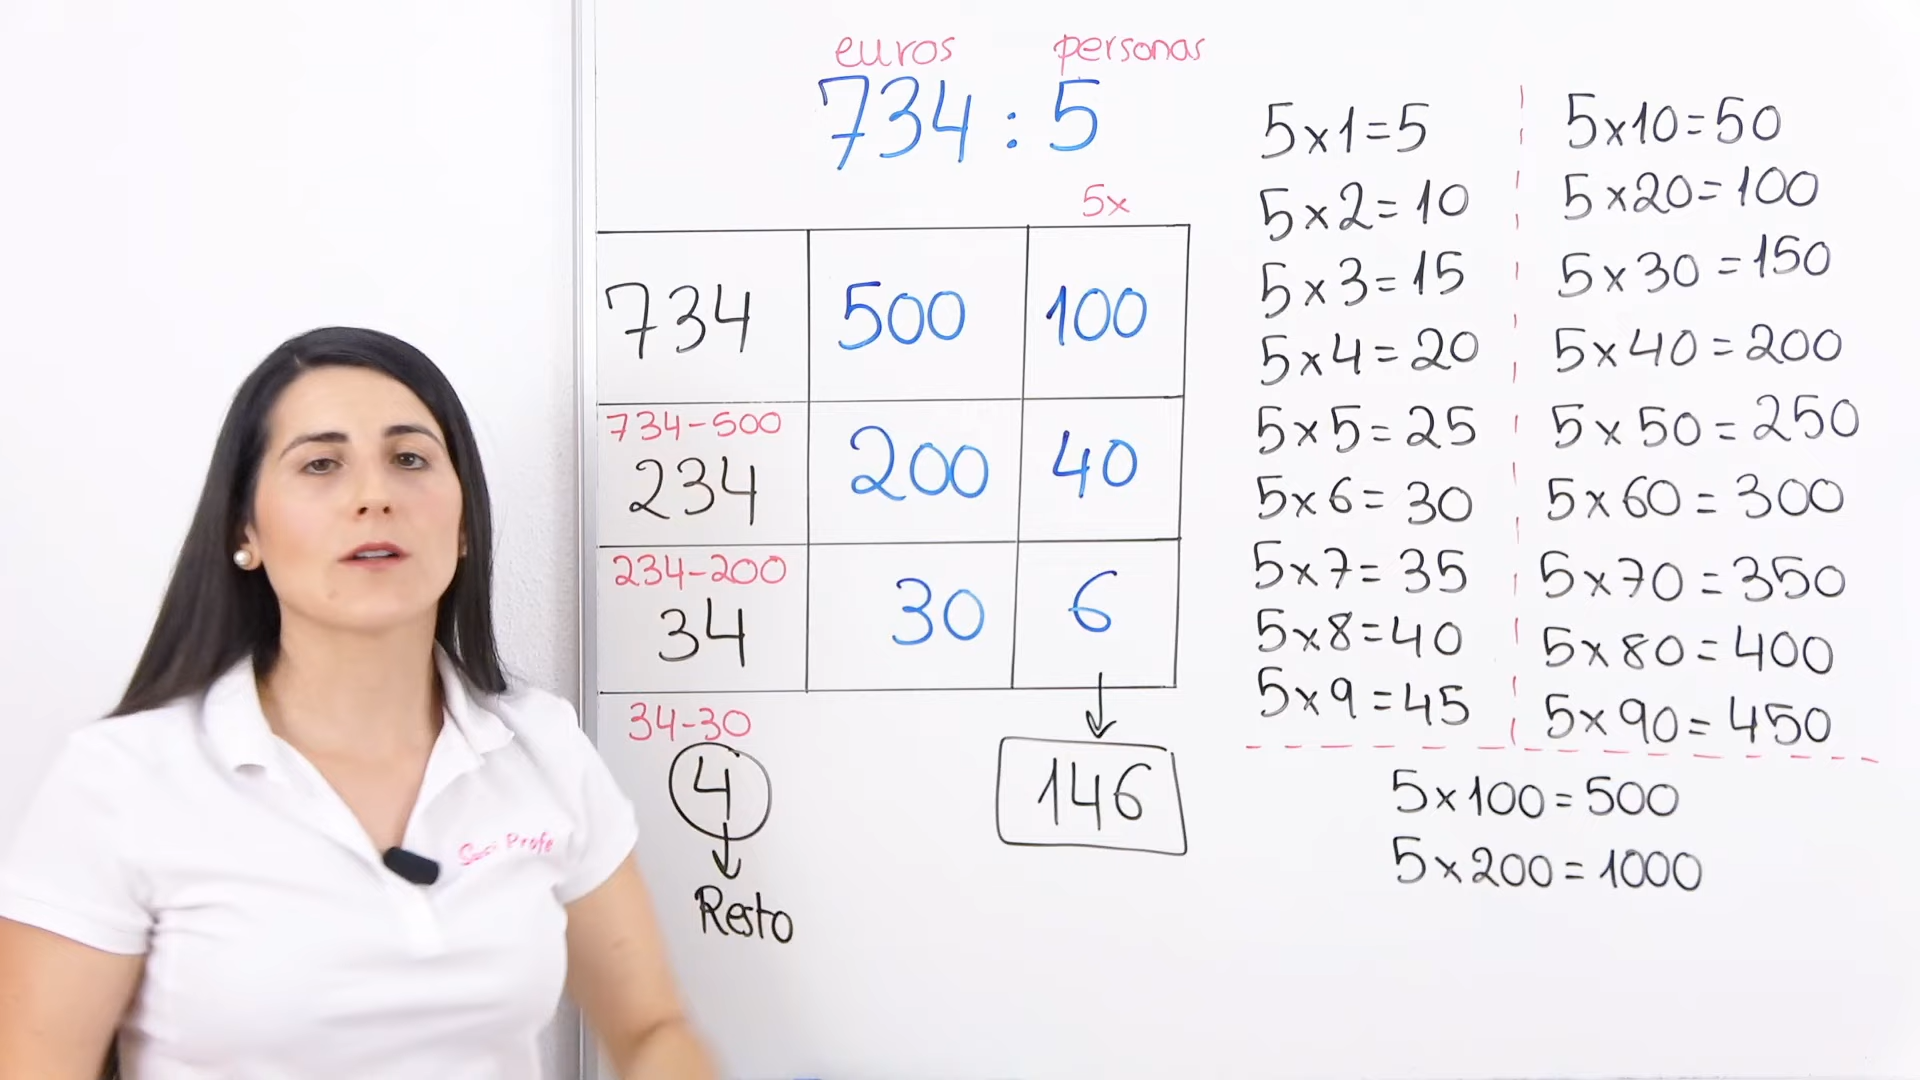 euros personas
734 : 5
5x
734 500 100
734-500
234 200 40
234-200
34 30 6
34-30
4
146
Resto
5x1=5
5x2=10
5x3=15
5x4=20
5x5=25
5x6=30
5x7=35
5x8=40
5x9=45
5x10=50
5x20=100
5x30=150
5x40=200
5x50=250
5x60=300
5x70=350
5x80=400
5x90=450
5x100=500
5x200=1000
Susi Profe